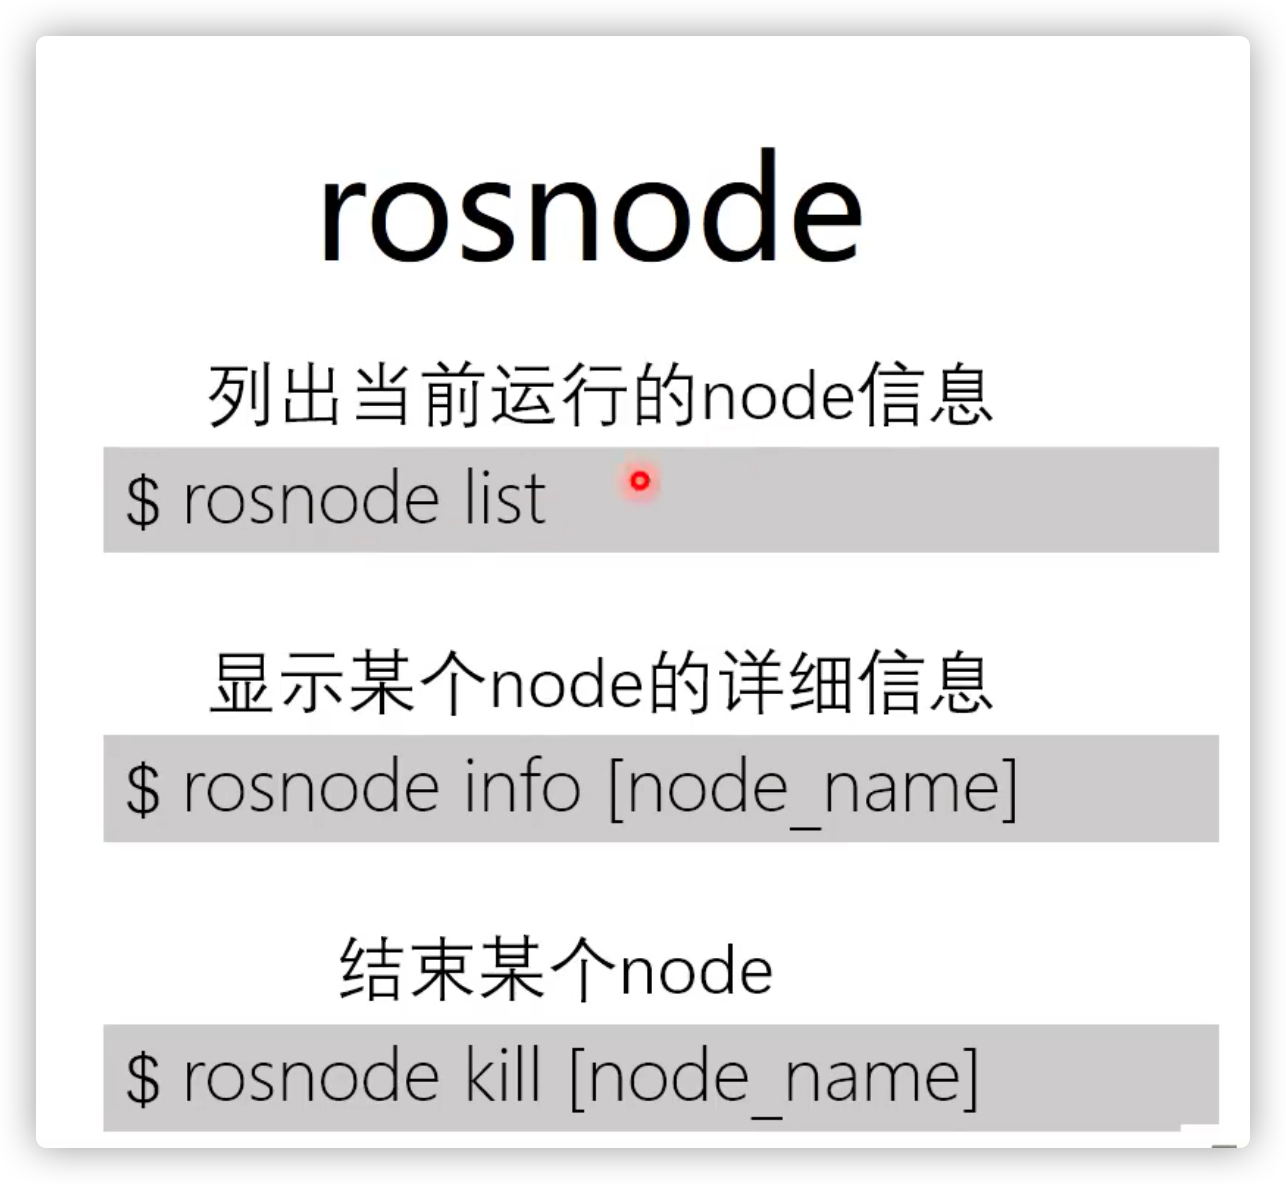 rosnode
列出当前运行的node信息
$ rosnode list
显示某个node的详细信息
$ rosnode info [node_name]
结束某个node
$ rosnode kill [node_name]